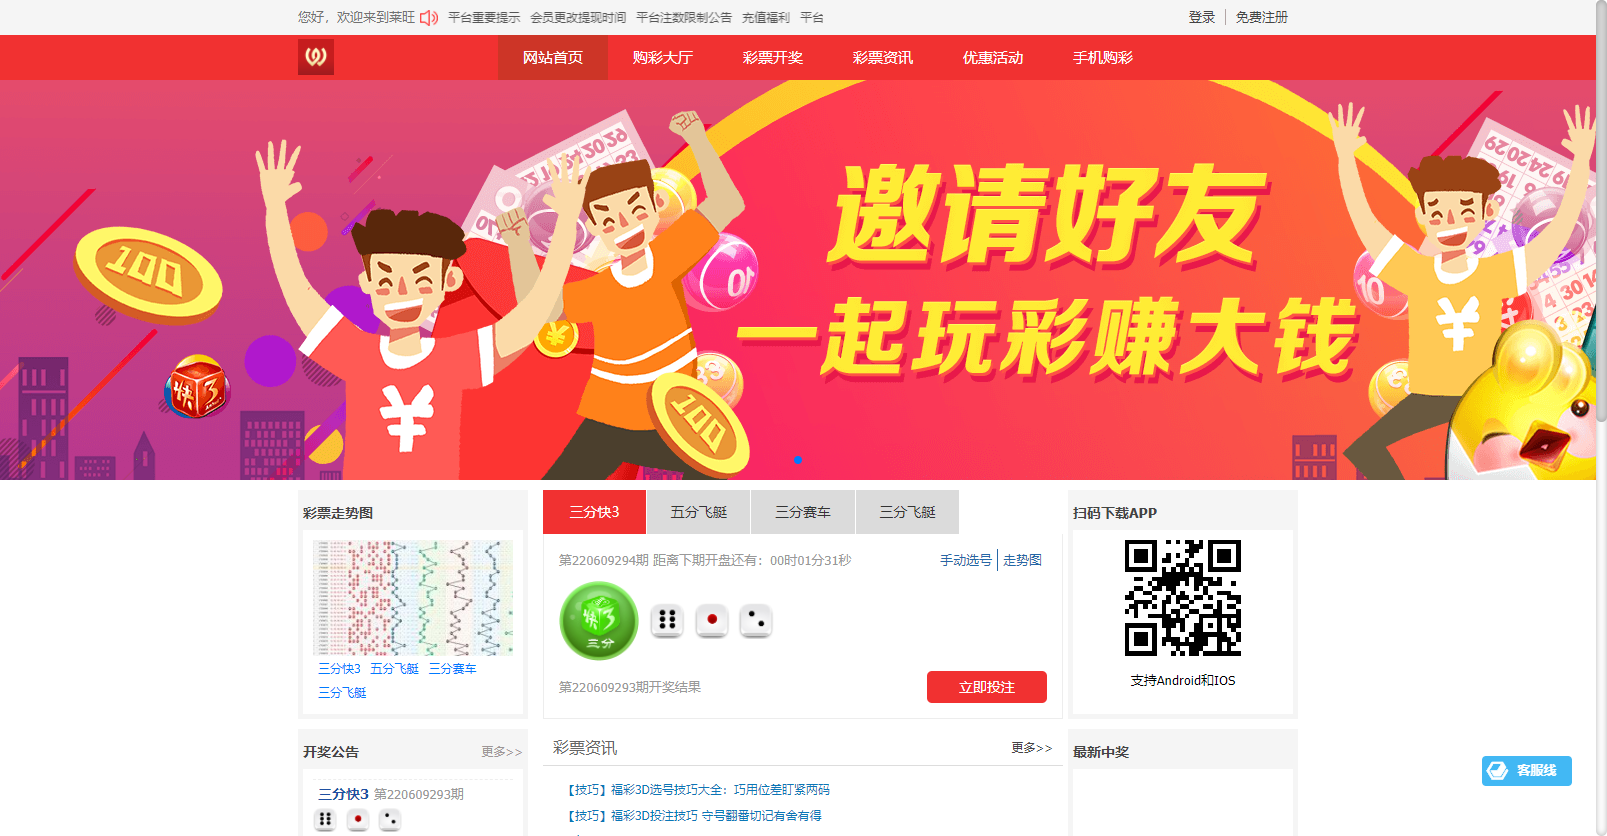 您好，欢迎来到莱旺 平台重要提示 会员更改提现时间 平台注数限制公告 充值福利 平台
登录 免费注册
网站首页 购彩大厅 彩票开奖 彩票资讯 优惠活动 手机购彩
邀请好友
一起玩彩赚大钱
100
100
快3
彩票走势图
三分快3 五分飞艇 三分赛车
三分飞艇
三分快3 五分飞艇 三分赛车 三分飞艇
第220609294期 距离下期开盘还有：00时01分31秒
手动选号 走势图
快3
三分
第220609293期开奖结果
立即投注
扫码下载APP
支持Android和IOS
开奖公告 更多>>
三分快3 第220609293期
彩票资讯 更多>>
【技巧】福彩3D选号技巧大全：巧用位差盯紧两码
【技巧】福彩3D投注技巧 守号翻番切记有舍有得
最新中奖
客服线